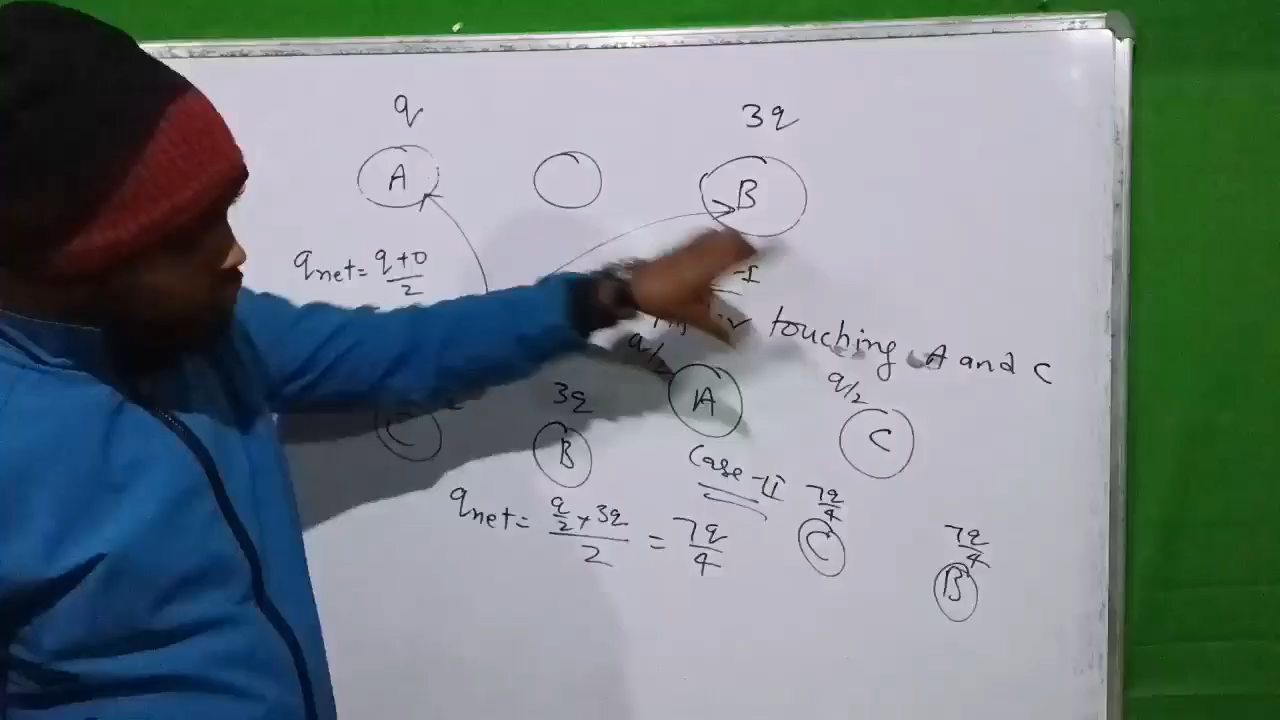 q
3q
A
B
qnet = q+0/2
-I
touching A and C
q/2
3q
A
C
C
B
Case-II
qnet = q/2+3q/2 = 7q/4
7q/4
C
7q/4
B